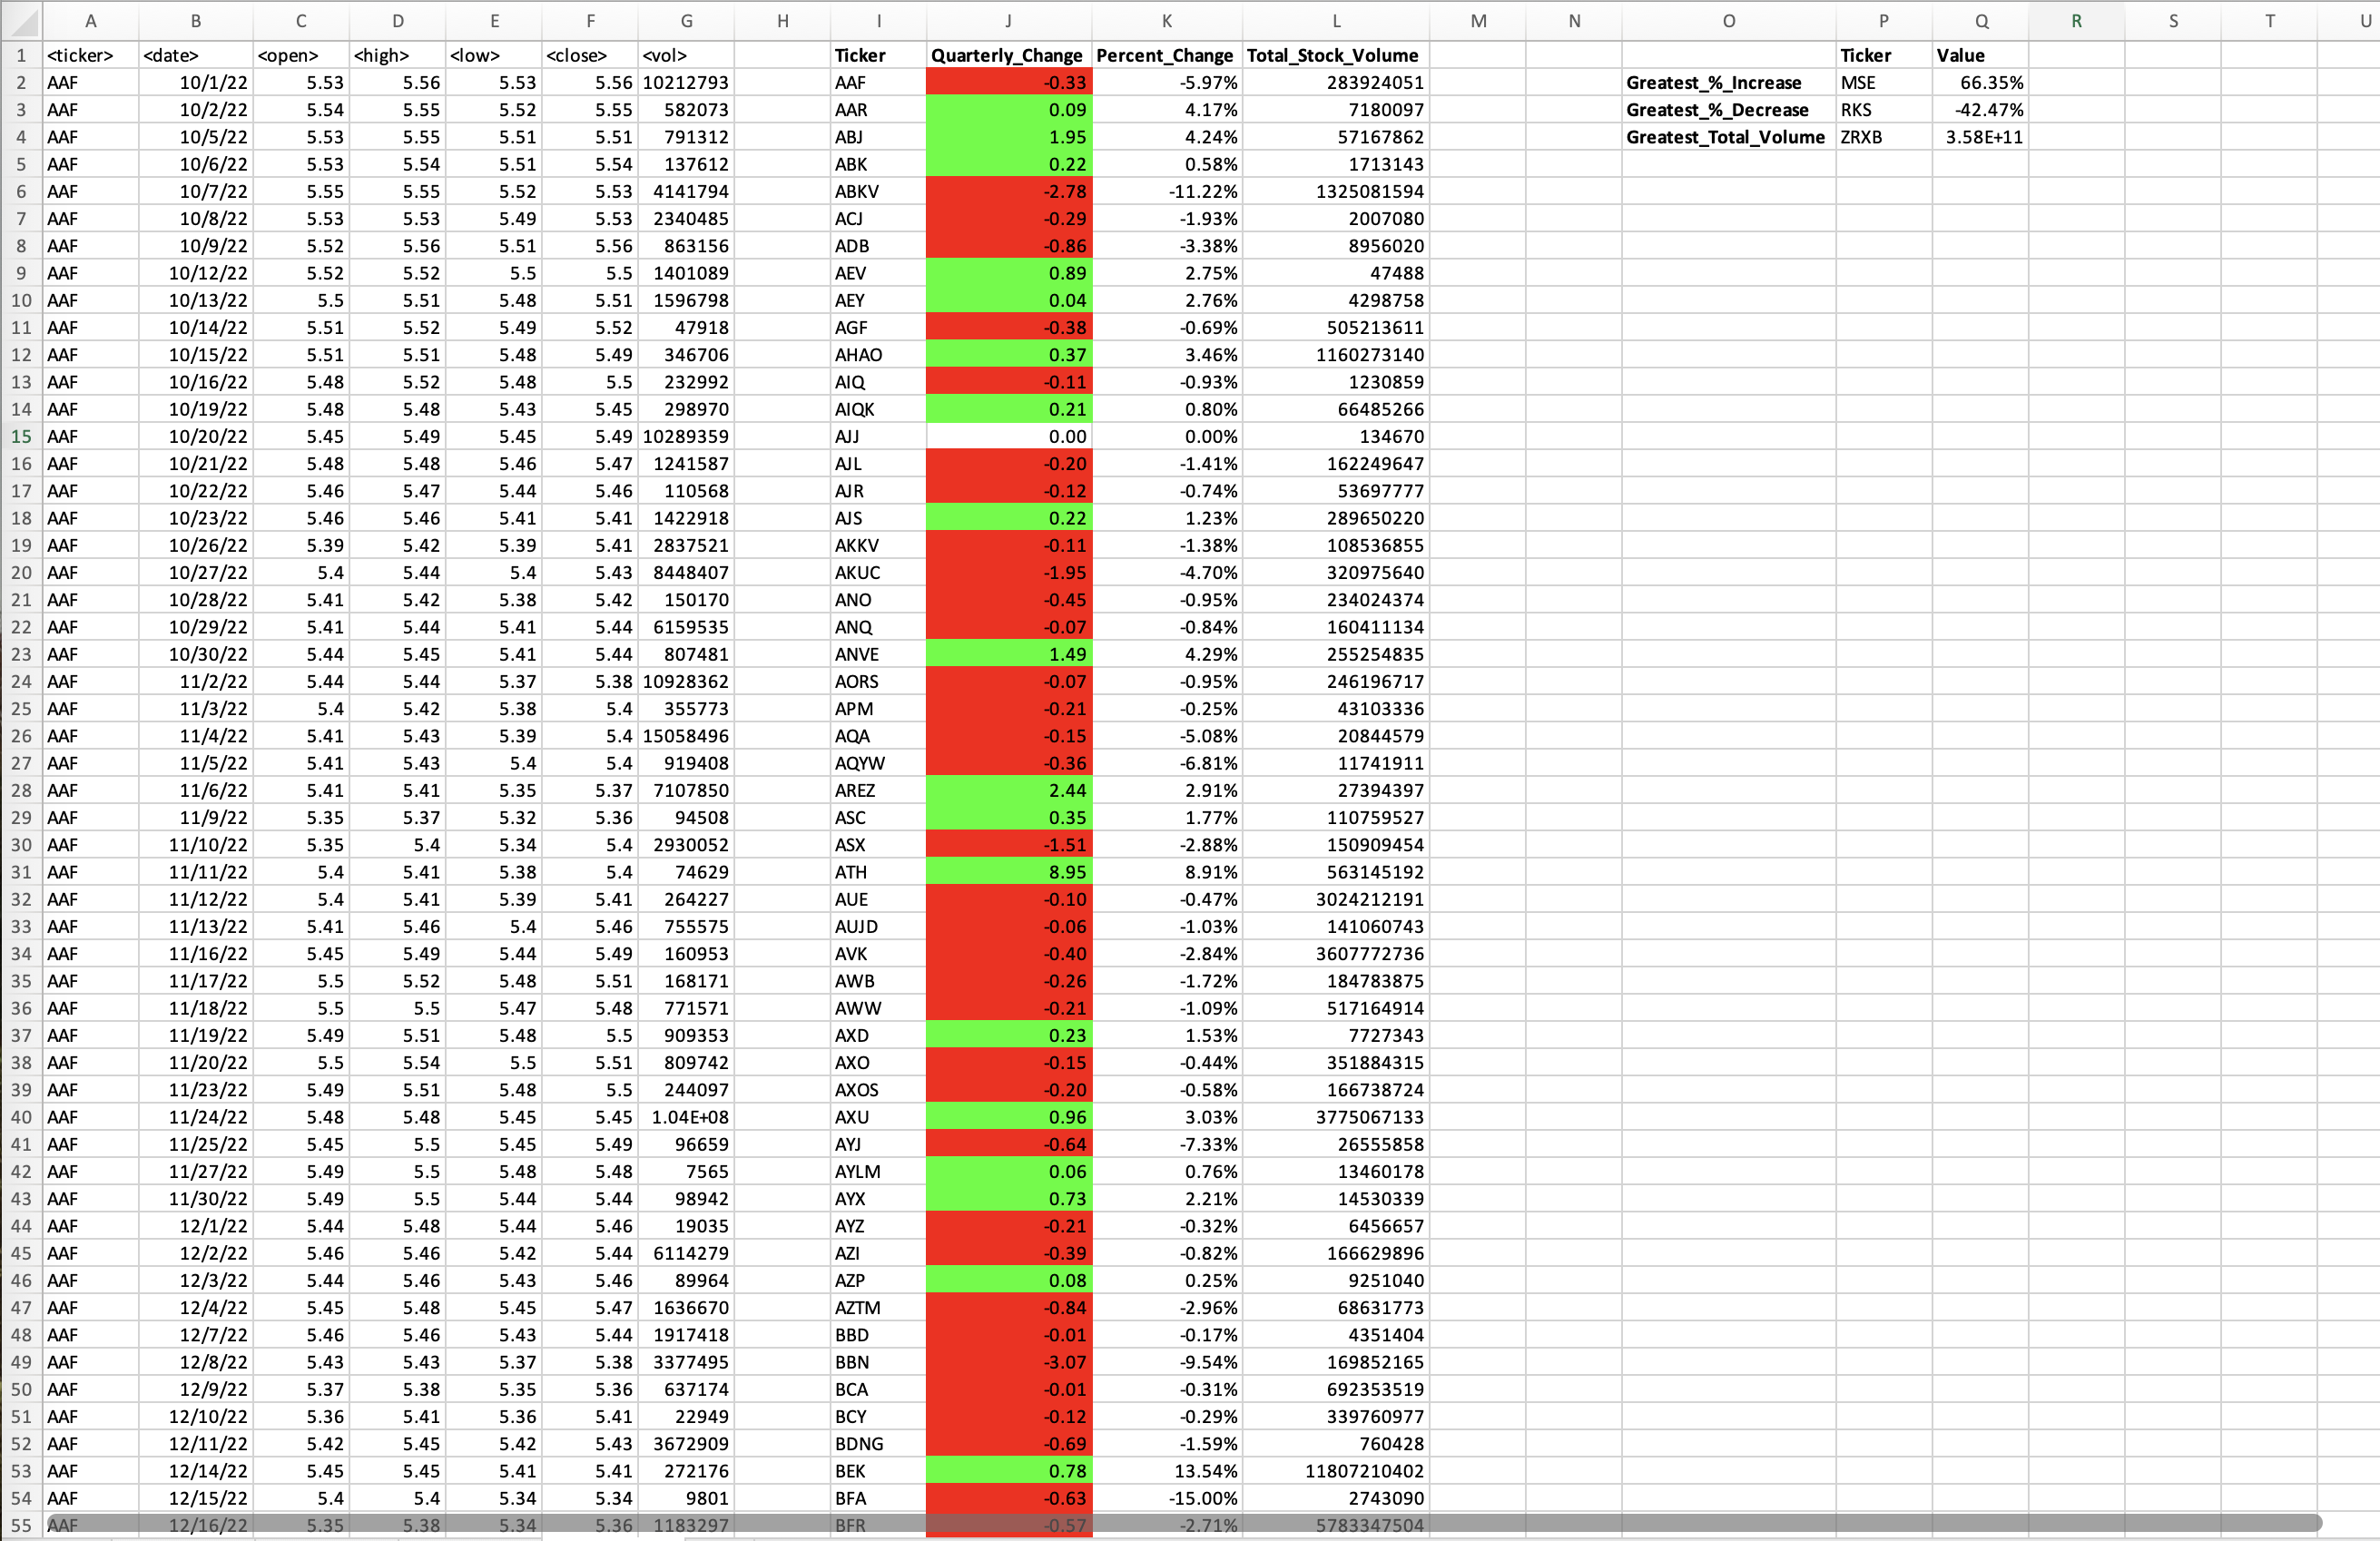 A B C D E F G H I J K L M N O P Q R S T U
1 <ticker> <date> <open> <high> <low> <close> <vol> Ticker Quarterly_Change Percent_Change Total_Stock_Volume Ticker Value
2 AAF 10/1/22 5.53 5.56 5.53 5.56 10212793 AAF -0.33 -5.97% 283924051 Greatest_%_Increase MSE 66.35%
3 AAF 10/2/22 5.54 5.55 5.52 5.55 582073 AAR 0.09 4.17% 7180097 Greatest_%_Decrease RKS -42.47%
4 AAF 10/5/22 5.53 5.55 5.51 5.51 791312 ABJ 1.95 4.24% 57167862 Greatest_Total_Volume ZRXB 3.58E+11
5 AAF 10/6/22 5.53 5.54 5.51 5.54 137612 ABK 0.22 0.58% 1713143
6 AAF 10/7/22 5.55 5.55 5.52 5.53 4141794 ABKV -2.78 -11.22% 1325081594
7 AAF 10/8/22 5.53 5.53 5.49 5.53 2340485 ACJ -0.29 -1.93% 2007080
8 AAF 10/9/22 5.52 5.56 5.51 5.56 863156 ADB -0.86 -3.38% 8956020
9 AAF 10/12/22 5.52 5.52 5.5 5.5 1401089 AEV 0.89 2.75% 47488
10 AAF 10/13/22 5.5 5.51 5.48 5.51 1596798 AEY 0.04 2.76% 4298758
11 AAF 10/14/22 5.51 5.52 5.49 5.52 47918 AGF -0.38 -0.69% 505213611
12 AAF 10/15/22 5.51 5.51 5.48 5.49 346706 AHAO 0.37 3.46% 1160273140
13 AAF 10/16/22 5.48 5.52 5.48 5.5 232992 AIQ -0.11 -0.93% 1230859
14 AAF 10/19/22 5.48 5.48 5.43 5.45 298970 AIQK 0.21 0.80% 66485266
15 AAF 10/20/22 5.45 5.49 5.45 5.49 10289359 AJJ 0.00 0.00% 134670
16 AAF 10/21/22 5.48 5.48 5.46 5.47 1241587 AJL -0.20 -1.41% 162249647
17 AAF 10/22/22 5.46 5.47 5.44 5.46 110568 AJR -0.12 -0.74% 53697777
18 AAF 10/23/22 5.46 5.46 5.41 5.41 1422918 AJS 0.22 1.23% 289650220
19 AAF 10/26/22 5.39 5.42 5.39 5.41 2837521 AKKV -0.11 -1.38% 108536855
20 AAF 10/27/22 5.4 5.44 5.4 5.43 8448407 AKUC -1.95 -4.70% 320975640
21 AAF 10/28/22 5.41 5.42 5.38 5.42 150170 ANO -0.45 -0.95% 234024374
22 AAF 10/29/22 5.41 5.44 5.41 5.44 6159535 ANQ -0.07 -0.84% 160411134
23 AAF 10/30/22 5.44 5.45 5.41 5.44 807481 ANVE 1.49 4.29% 255254835
24 AAF 11/2/22 5.44 5.44 5.37 5.38 10928362 AORS -0.07 -0.95% 246196717
25 AAF 11/3/22 5.4 5.42 5.38 5.4 355773 APM -0.21 -0.25% 43103336
26 AAF 11/4/22 5.41 5.43 5.39 5.4 15058496 AQA -0.15 -5.08% 20844579
27 AAF 11/5/22 5.41 5.43 5.4 5.4 919408 AQYW -0.36 -6.81% 11741911
28 AAF 11/6/22 5.41 5.41 5.35 5.37 7107850 AREZ 2.44 2.91% 27394397
29 AAF 11/9/22 5.35 5.37 5.32 5.36 94508 ASC 0.35 1.77% 110759527
30 AAF 11/10/22 5.35 5.4 5.34 5.4 2930052 ASX -1.51 -2.88% 150909454
31 AAF 11/11/22 5.4 5.41 5.38 5.4 74629 ATH 8.95 8.91% 563145192
32 AAF 11/12/22 5.4 5.41 5.39 5.41 264227 AUE -0.10 -0.47% 3024212191
33 AAF 11/13/22 5.41 5.46 5.4 5.46 755575 AUJD -0.06 -1.03% 141060743
34 AAF 11/16/22 5.45 5.49 5.44 5.49 160953 AVK -0.40 -2.84% 3607772736
35 AAF 11/17/22 5.5 5.52 5.48 5.51 168171 AWB -0.26 -1.72% 184783875
36 AAF 11/18/22 5.5 5.5 5.47 5.48 771571 AWW -0.21 -1.09% 517164914
37 AAF 11/19/22 5.49 5.51 5.48 5.5 909353 AXD 0.23 1.53% 7727343
38 AAF 11/20/22 5.5 5.54 5.5 5.51 809742 AXO -0.15 -0.44% 351884315
39 AAF 11/23/22 5.49 5.51 5.48 5.5 244097 AXOS -0.20 -0.58% 166738724
40 AAF 11/24/22 5.48 5.48 5.45 5.45 1.04E+08 AXU 0.96 3.03% 3775067133
41 AAF 11/25/22 5.45 5.5 5.45 5.49 96659 AYJ -0.64 -7.33% 26555858
42 AAF 11/27/22 5.49 5.5 5.48 5.48 7565 AYLM 0.06 0.76% 13460178
43 AAF 11/30/22 5.49 5.5 5.44 5.44 98942 AYX 0.73 2.21% 14530339
44 AAF 12/1/22 5.44 5.48 5.44 5.46 19035 AYZ -0.21 -0.32% 6456657
45 AAF 12/2/22 5.46 5.46 5.42 5.44 6114279 AZI -0.39 -0.82% 166629896
46 AAF 12/3/22 5.44 5.46 5.43 5.46 89964 AZP 0.08 0.25% 9251040
47 AAF 12/4/22 5.45 5.48 5.45 5.47 1636670 AZTM -0.84 -2.96% 68631773
48 AAF 12/7/22 5.46 5.46 5.43 5.44 1917418 BBD -0.01 -0.17% 4351404
49 AAF 12/8/22 5.43 5.43 5.37 5.38 3377495 BBN -3.07 -9.54% 169852165
50 AAF 12/9/22 5.37 5.38 5.35 5.36 637174 BCA -0.01 -0.31% 692353519
51 AAF 12/10/22 5.36 5.41 5.36 5.41 22949 BCY -0.12 -0.29% 339760977
52 AAF 12/11/22 5.42 5.45 5.42 5.43 3672909 BDNG -0.69 -1.59% 760428
53 AAF 12/14/22 5.45 5.45 5.41 5.41 272176 BEK 0.78 13.54% 11807210402
54 AAF 12/15/22 5.4 5.4 5.34 5.34 9801 BFA -0.63 -15.00% 2743090
55 AAF 12/16/22 5.35 5.38 5.34 5.36 1183297 BFR -0.57 -2.71% 5783347504